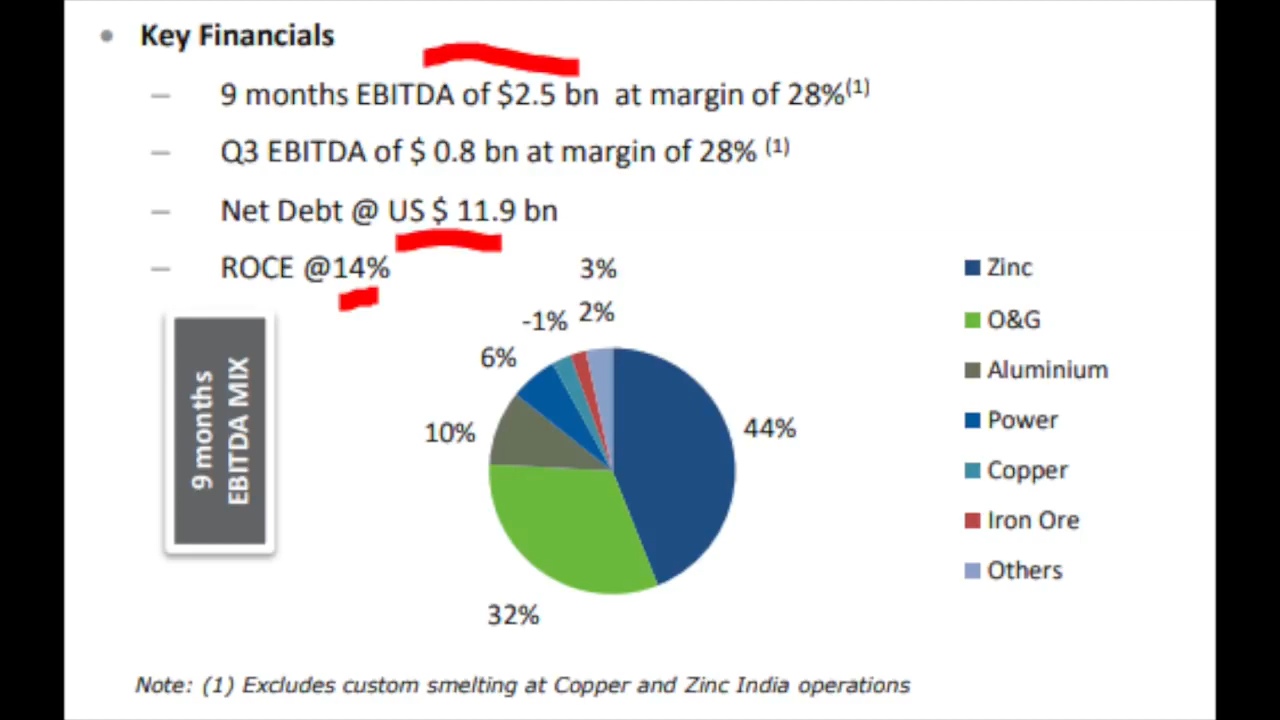 • Key Financials
– 9 months EBITDA of $2.5 bn at margin of 28%(1)
– Q3 EBITDA of $ 0.8 bn at margin of 28% (1)
– Net Debt @ US $ 11.9 bn
– ROCE @14%
9 months
EBITDA MIX
3%
2%
-1%
6%
10%
44%
32%
Zinc
O&G
Aluminium
Power
Copper
Iron Ore
Others
Note: (1) Excludes custom smelting at Copper and Zinc India operations